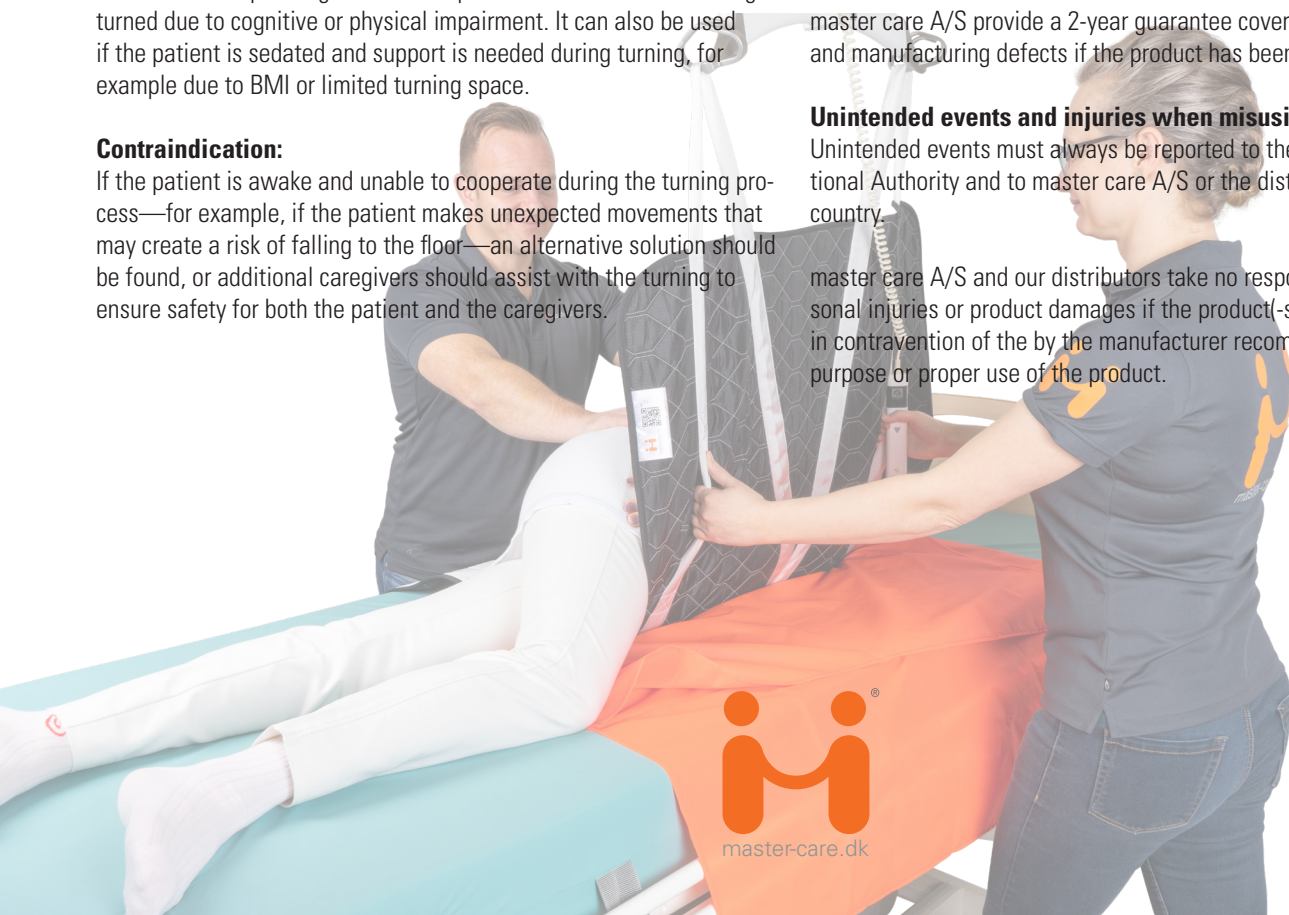 turned due to cognitive or physical impairment. It can also be used
if the patient is sedated and support is needed during turning, for
example due to BMI or limited turning space.
Contraindication:
If the patient is awake and unable to cooperate during the turning pro-
cess—for example, if the patient makes unexpected movements that
may create a risk of falling to the floor—an alternative solution should
be found, or additional caregivers should assist with the turning to
ensure safety for both the patient and the caregivers.
master care A/S provide a 2-year guarantee cover
and manufacturing defects if the product has been
Unintended events and injuries when misusi
Unintended events must always be reported to the
tional Authority and to master care A/S or the dist
country.
master care A/S and our distributors take no respo
sonal injuries or product damages if the product(-s
in contravention of the by the manufacturer recom
purpose or proper use of the product.
®
master-care.dk